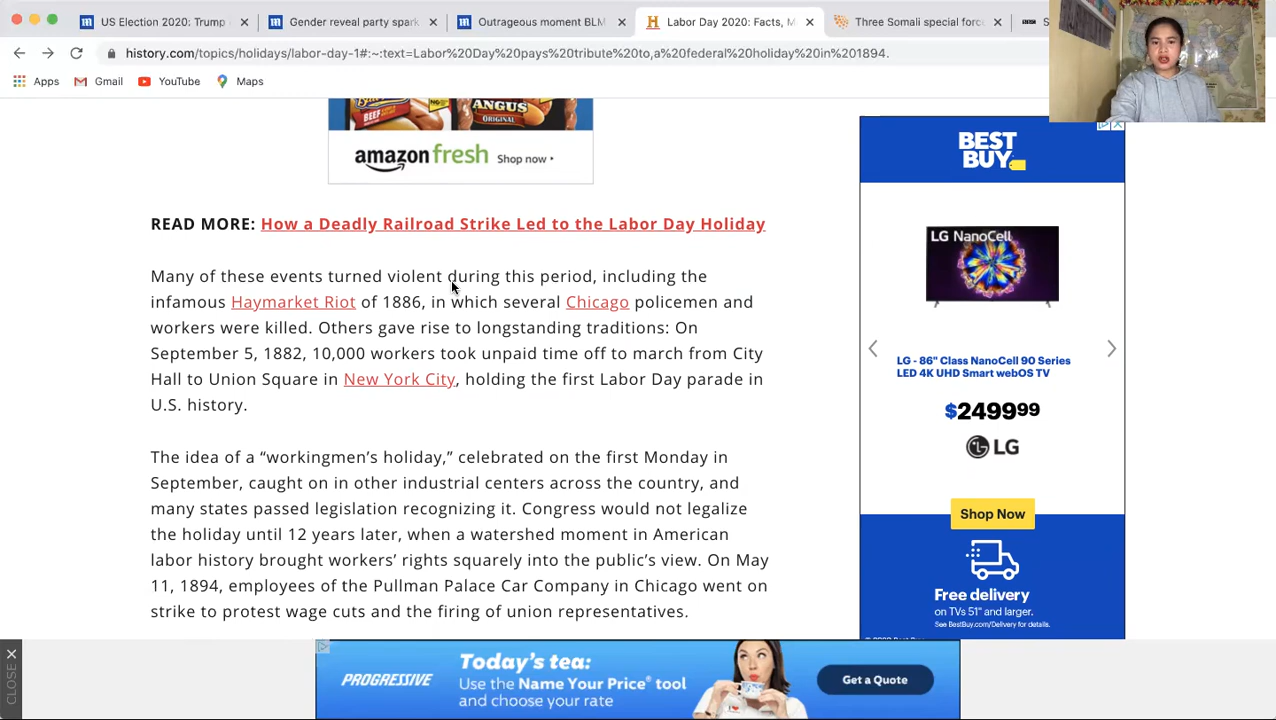 US Election 2020: Trump
Gender reveal party spark
Outrageous moment BLM
Labor Day 2020: Facts, M
Three Somali special forc
S
history.com/topics/holidays/labor-day-1#:~:text=Labor%20Day%20pays%20tribute%20to,a%20federal%20holiday%20in%201894.
Apps
Gmail
YouTube
Maps
ANGUS
ORIGINAL
BEEF FRANKS
amazon fresh Shop now ▸
READ MORE: How a Deadly Railroad Strike Led to the Labor Day Holiday
Many of these events turned violent during this period, including the
infamous Haymarket Riot of 1886, in which several Chicago policemen and
workers were killed. Others gave rise to longstanding traditions: On
September 5, 1882, 10,000 workers took unpaid time off to march from City
Hall to Union Square in New York City, holding the first Labor Day parade in
U.S. history.
The idea of a “workingmen’s holiday,” celebrated on the first Monday in
September, caught on in other industrial centers across the country, and
many states passed legislation recognizing it. Congress would not legalize
the holiday until 12 years later, when a watershed moment in American
labor history brought workers’ rights squarely into the public’s view. On May
11, 1894, employees of the Pullman Palace Car Company in Chicago went on
strike to protest wage cuts and the firing of union representatives.
BEST
BUY
LG NanoCell
LG - 86" Class NanoCell 90 Series
LED 4K UHD Smart webOS TV
$2499 99
LG
Shop Now
Free delivery
on TVs 51" and larger.
See BestBuy.com/Delivery for details.
CLOSE
PROGRESSIVE
Today's tea:
Use the Name Your Price® tool
and choose your rate
Get a Quote